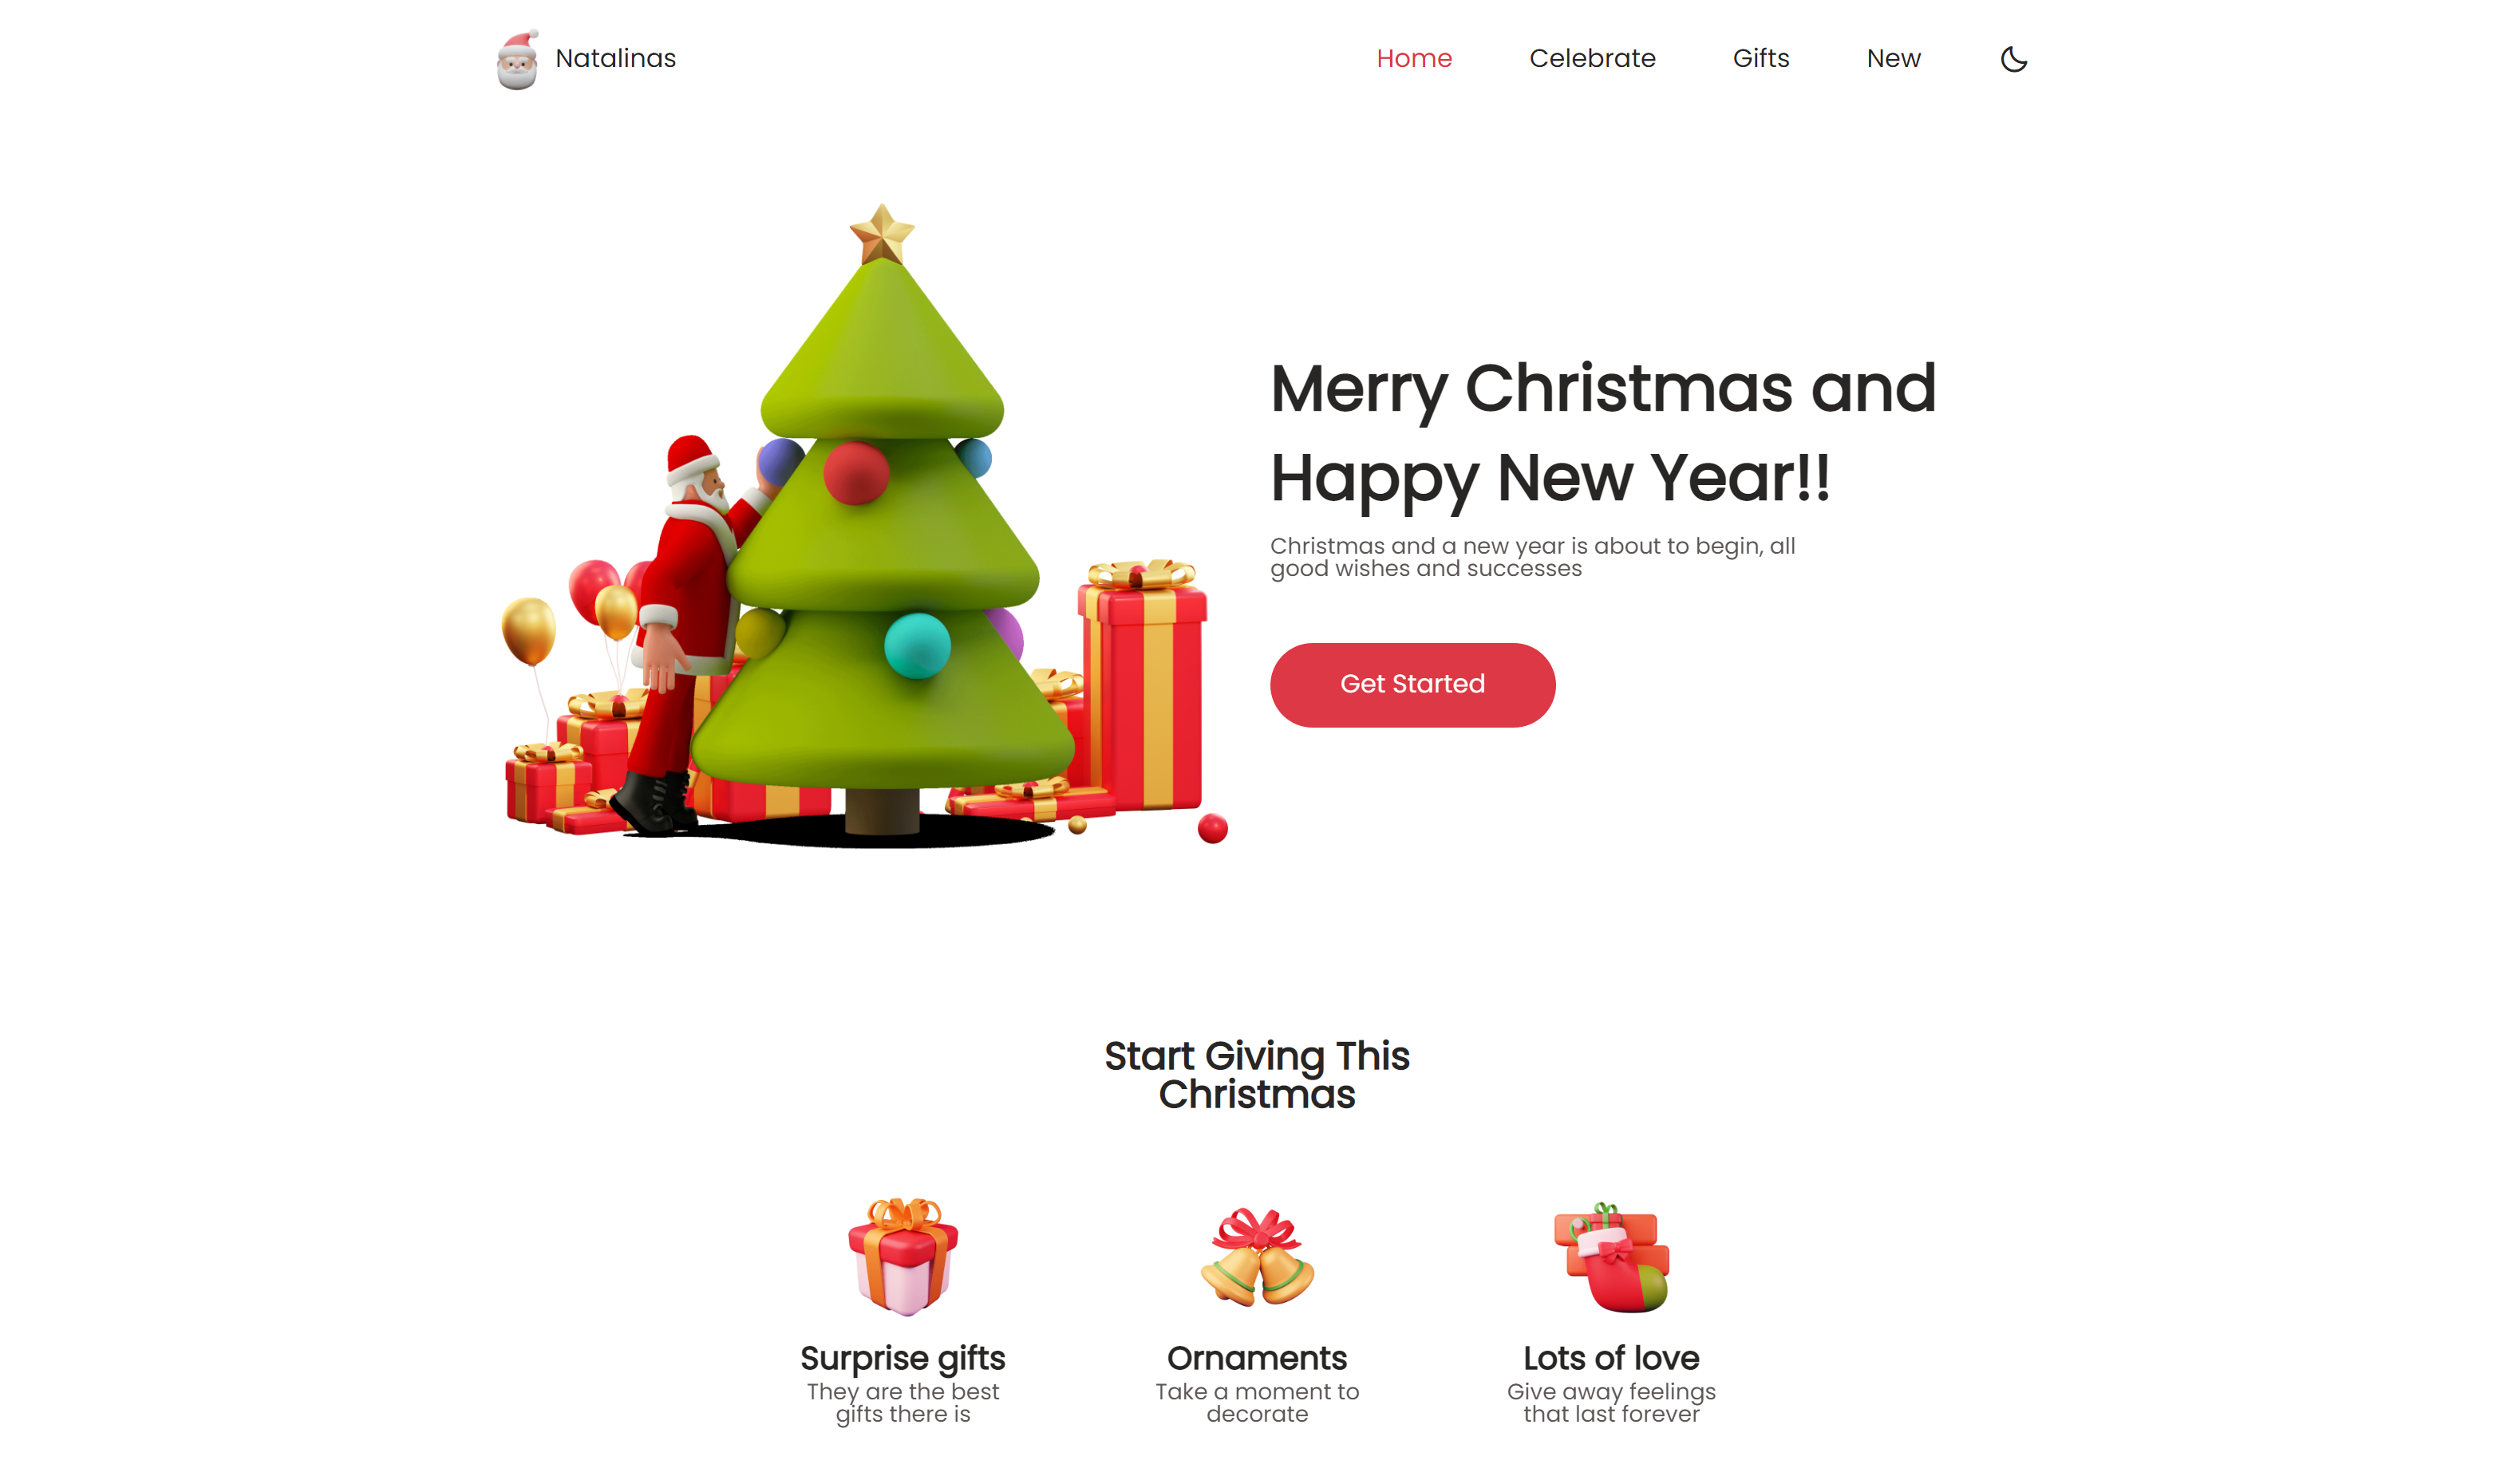 Natalinas
Home
Celebrate
Gifts
New
Merry Christmas and
Happy New Year!!
Christmas and a new year is about to begin, all
good wishes and successes
Get Started
Start Giving This
Christmas
Surprise gifts
They are the best
gifts there is
Ornaments
Take a moment to
decorate
Lots of love
Give away feelings
that last forever